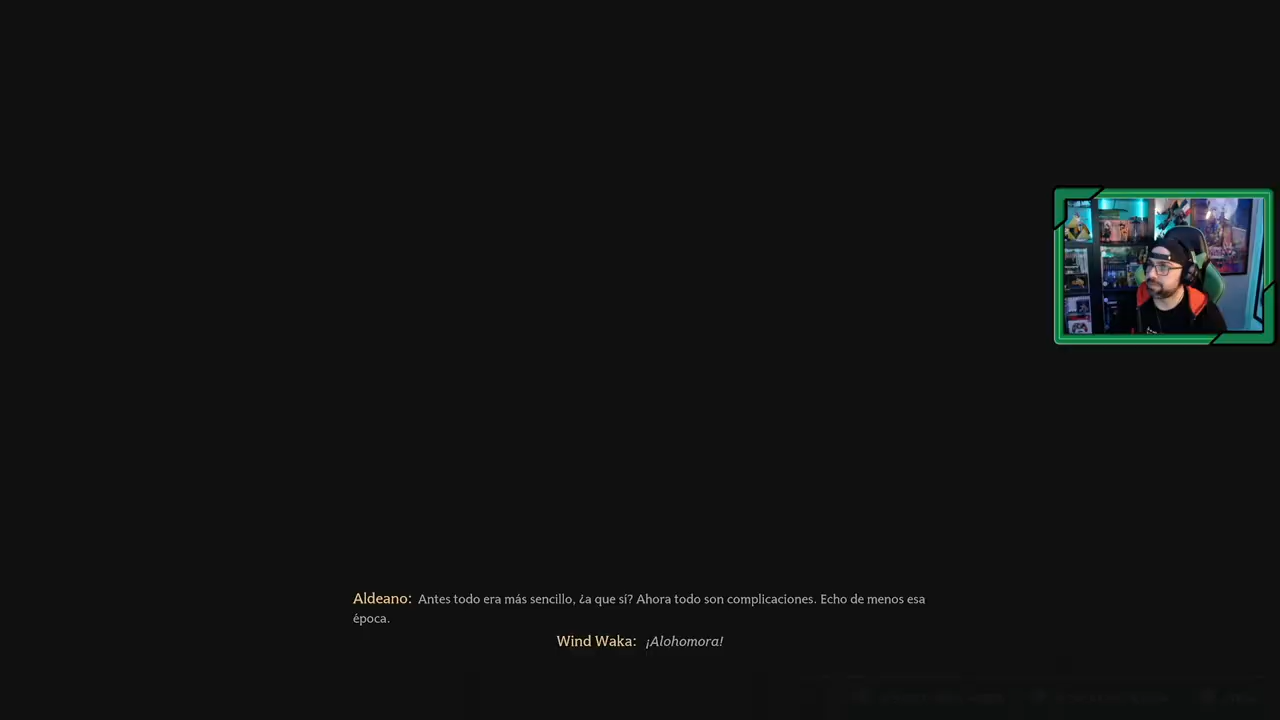 Aldeano: Antes todo era más sencillo, ¿a que sí? Ahora todo son complicaciones. Echo de menos esa
época.
Wind Waka: ¡Alohomora!